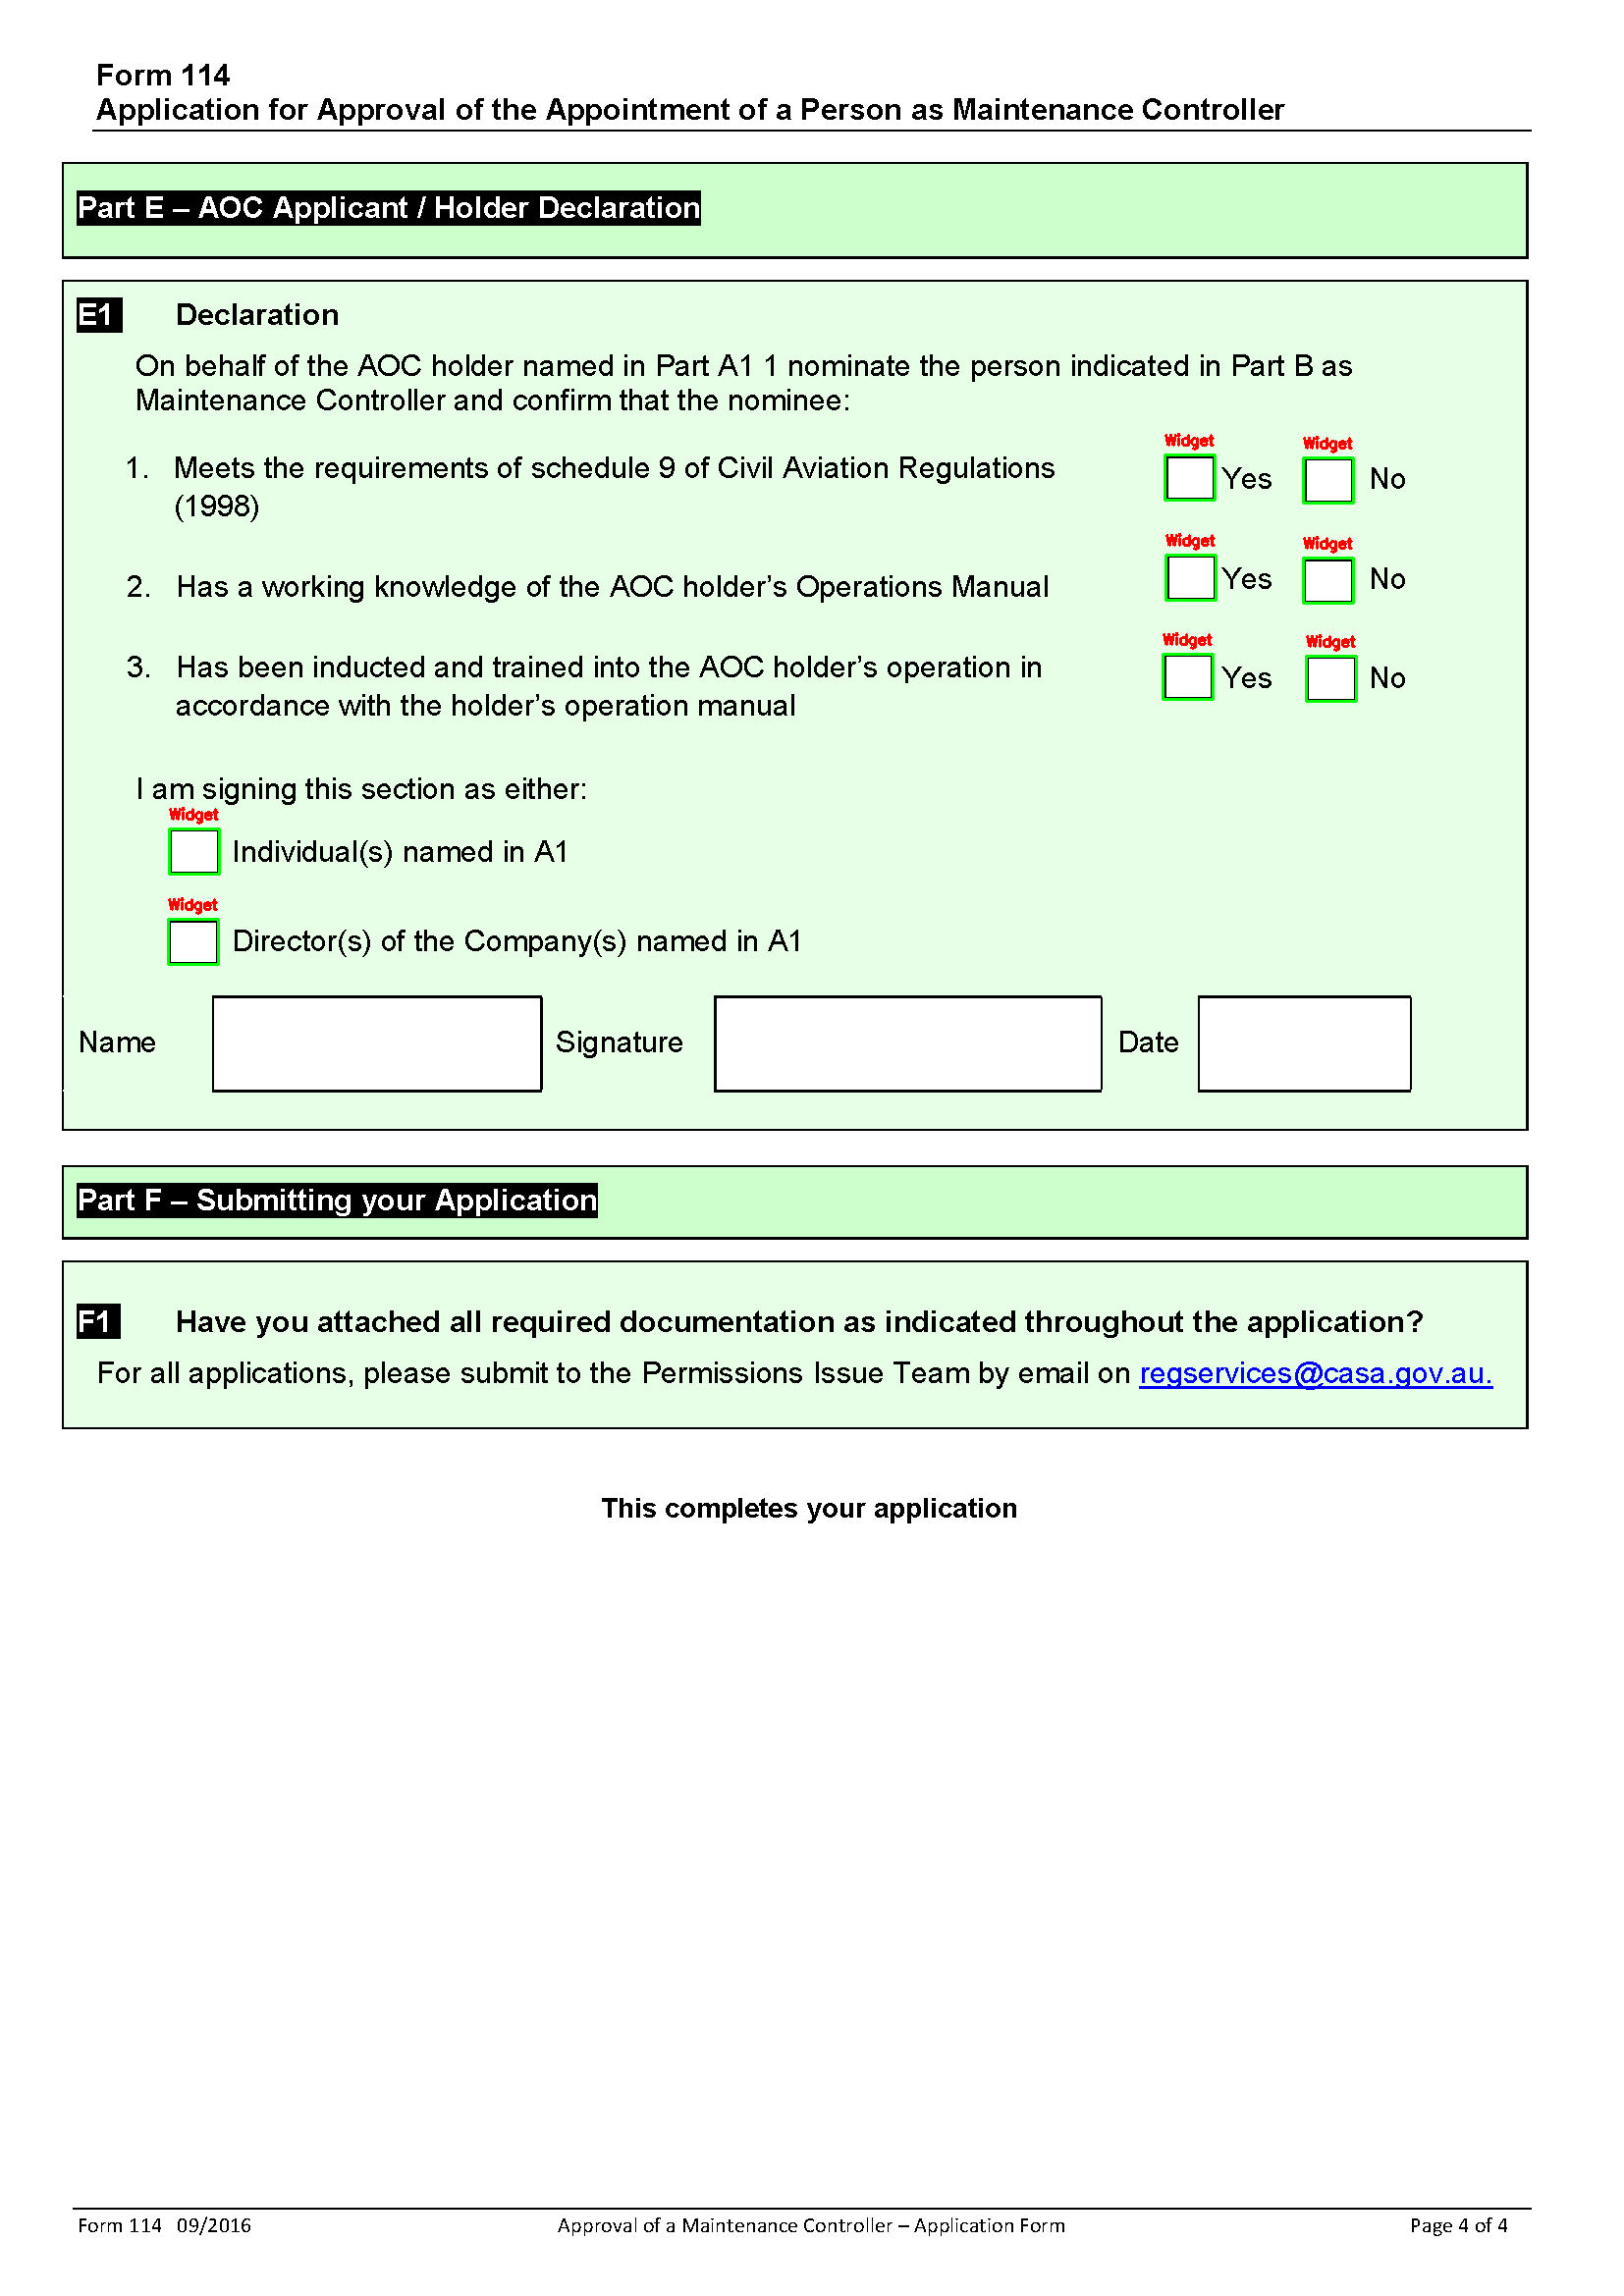 Form 114
Application for Approval of the Appointment of a Person as Maintenance Controller
Part E – AOC Applicant / Holder Declaration
E1 Declaration
On behalf of the AOC holder named in Part A1 1 nominate the person indicated in Part B as
Maintenance Controller and confirm that the nominee:
Widget Widget
1. Meets the requirements of schedule 9 of Civil Aviation Regulations Yes No
(1998)
Widget Widget
2. Has a working knowledge of the AOC holder’s Operations Manual Yes No
Widget Widget
3. Has been inducted and trained into the AOC holder’s operation in Yes No
accordance with the holder’s operation manual
I am signing this section as either:
Widget
Individual(s) named in A1
Widget
Director(s) of the Company(s) named in A1
Name Signature Date
Part F – Submitting your Application
F1 Have you attached all required documentation as indicated throughout the application?
For all applications, please submit to the Permissions Issue Team by email on regservices@casa.gov.au.
This completes your application
Form 114 09/2016 Approval of a Maintenance Controller – Application Form Page 4 of 4